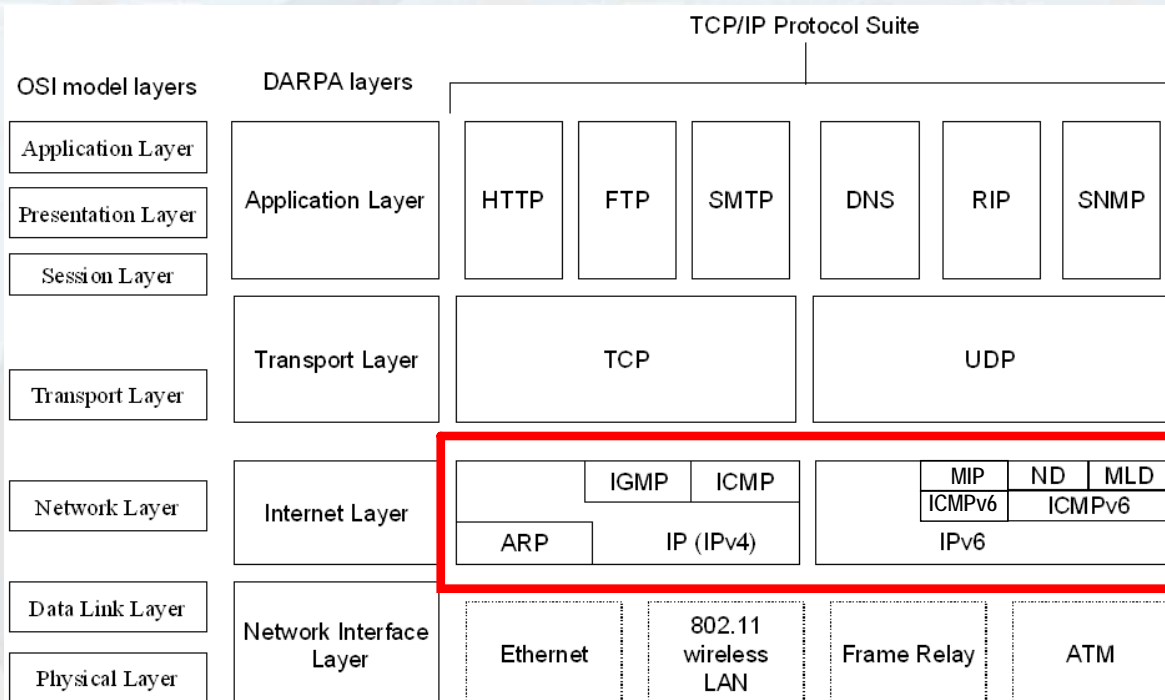 TCP/IP Protocol Suite
OSI model layers
DARPA layers
Application Layer
Presentation Layer
Session Layer
Application Layer
HTTP
FTP
SMTP
DNS
RIP
SNMP
Transport Layer
Transport Layer
TCP
UDP
Network Layer
Internet Layer
IGMP
ICMP
ARP
IP (IPv4)
MIP
ND
MLD
ICMPv6
ICMPv6
IPv6
Data Link Layer
Physical Layer
Network Interface
Layer
Ethernet
802.11
wireless
LAN
Frame Relay
ATM